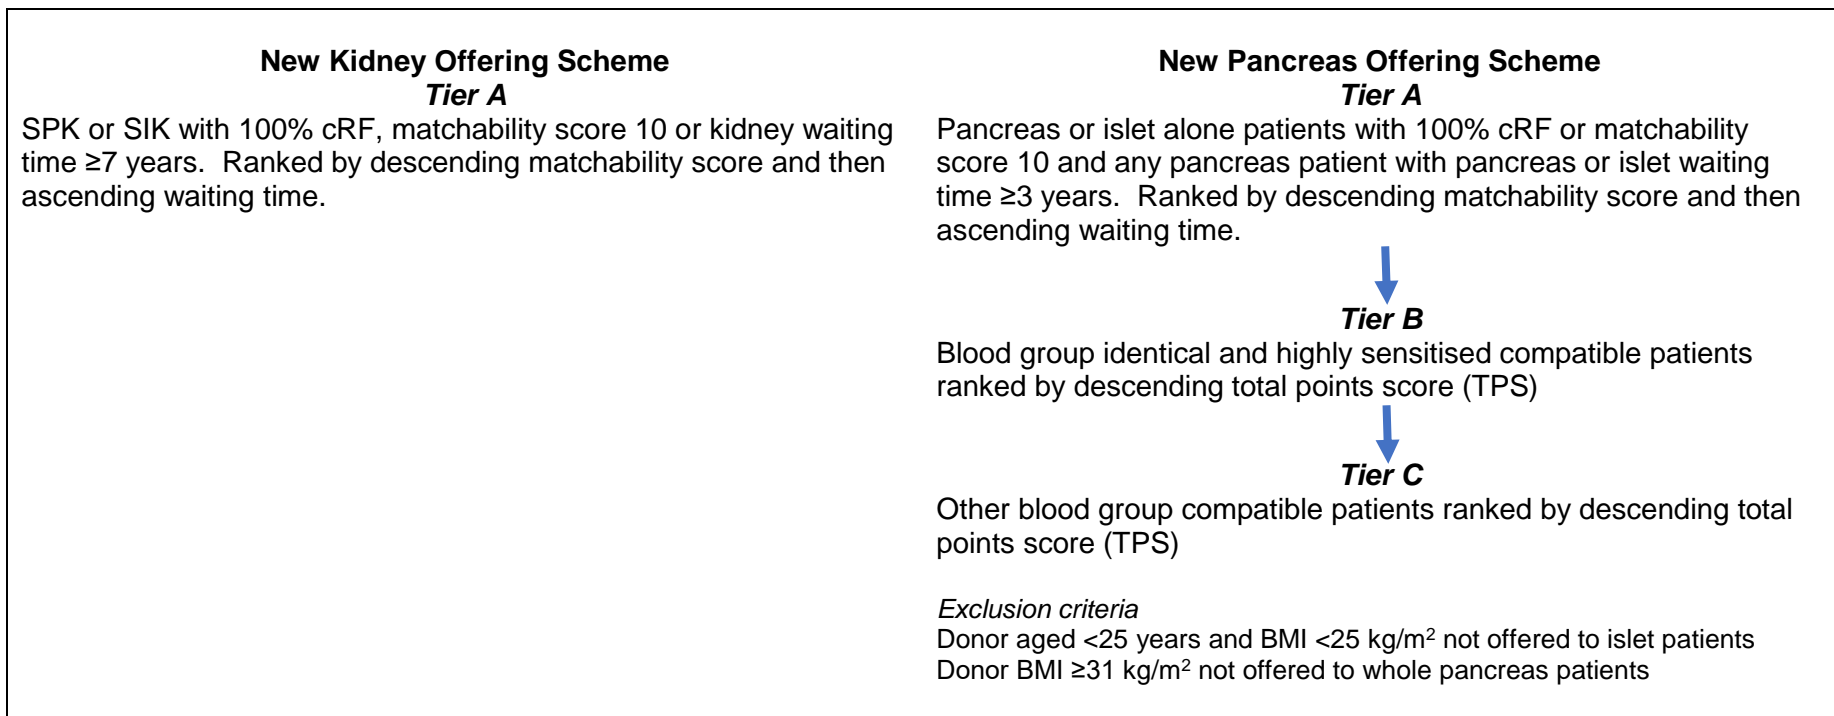 New Kidney Offering Scheme
Tier A
SPK or SIK with 100% cRF, matchability score 10 or kidney waiting
time ≥7 years.  Ranked by descending matchability score and then
ascending waiting time.
New Pancreas Offering Scheme
Tier A
Pancreas or islet alone patients with 100% cRF or matchability
score 10 and any pancreas patient with pancreas or islet waiting
time ≥3 years.  Ranked by descending matchability score and then
ascending waiting time.
Tier B
Blood group identical and highly sensitised compatible patients
ranked by descending total points score (TPS)
Tier C
Other blood group compatible patients ranked by descending total
points score (TPS)
Exclusion criteria
Donor aged <25 years and BMI <25 kg/m² not offered to islet patients
Donor BMI ≥31 kg/m² not offered to whole pancreas patients